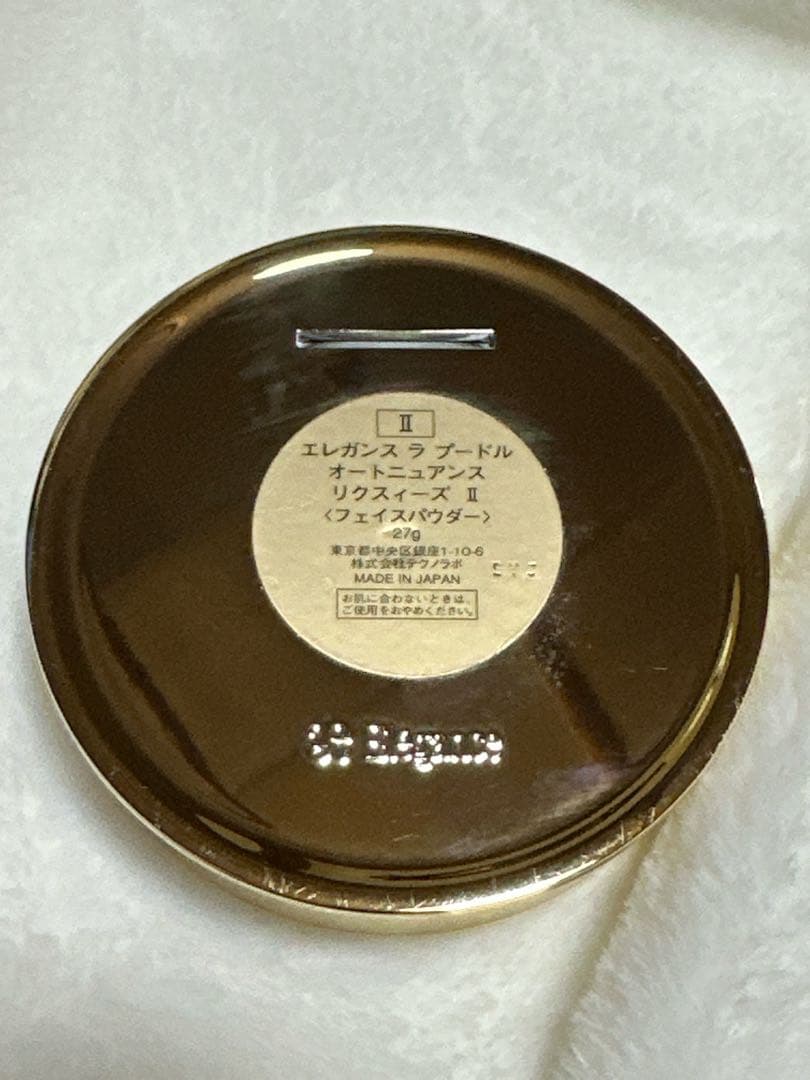 Ⅱ
エレガンス ラ プードル
オートニュアンス
リクスィーズ Ⅱ
〈フェイスパウダー〉
27g
東京都中央区銀座1-10-6
株式会社テクノラボ
MADE IN JAPAN
お肌に合わないときは、
ご使用をおやめください。
Elégance